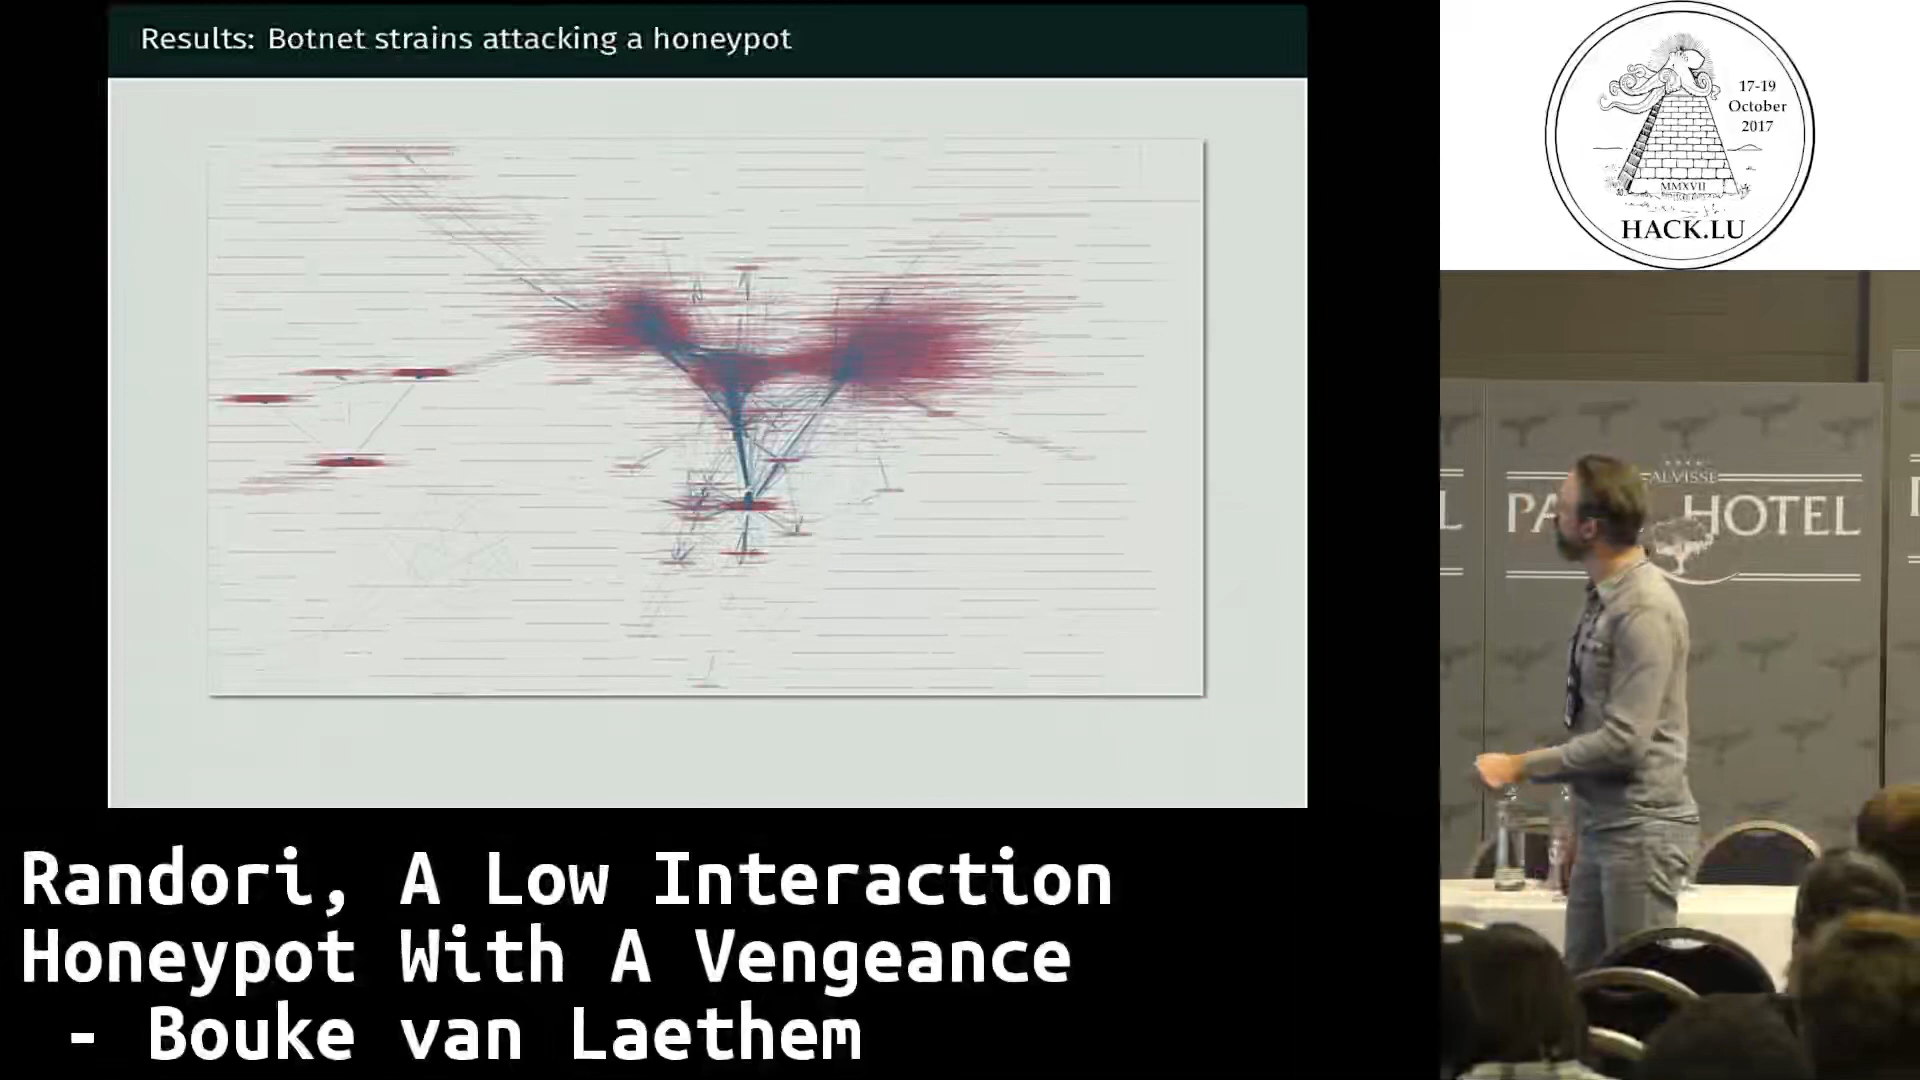 Results: Botnet strains attacking a honeypot
17-19
October
2017
MMXVII
HACK.LU
ALVISSE
PA HOTEL
Randori, A Low Interaction
Honeypot With A Vengeance
- Bouke van Laethem